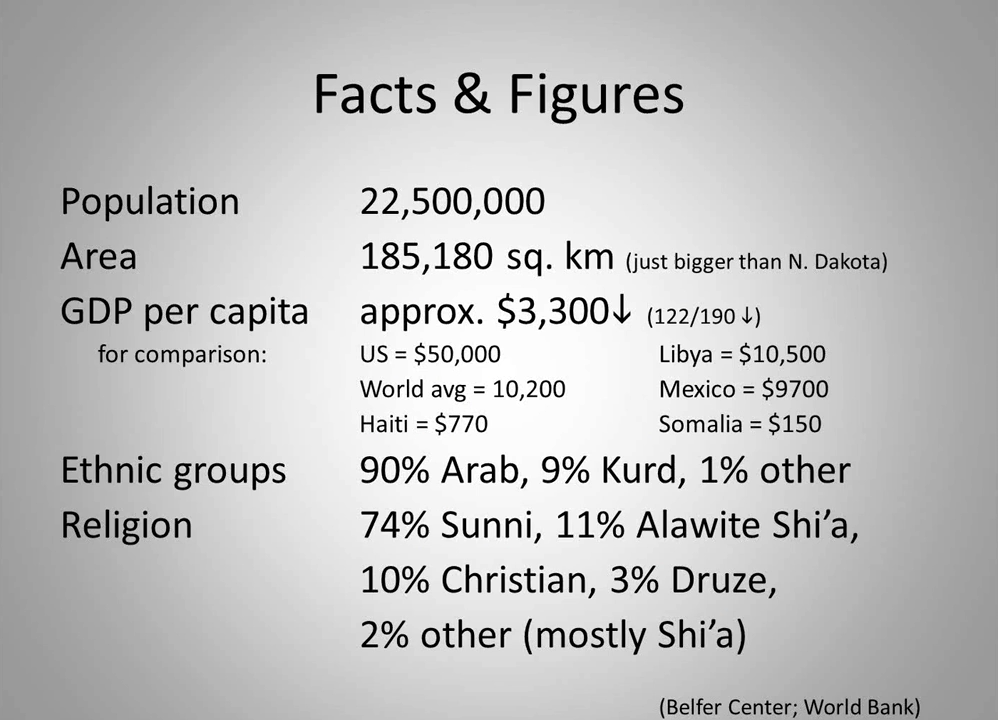 Facts & Figures
Population 22,500,000
Area 185,180 sq. km (just bigger than N. Dakota)
GDP per capita approx. $3,300↓ (122/190 ↓)
for comparison: US = $50,000 Libya = $10,500
World avg = 10,200 Mexico = $9700
Haiti = $770 Somalia = $150
Ethnic groups 90% Arab, 9% Kurd, 1% other
Religion 74% Sunni, 11% Alawite Shi’a,
10% Christian, 3% Druze,
2% other (mostly Shi’a)
(Belfer Center; World Bank)